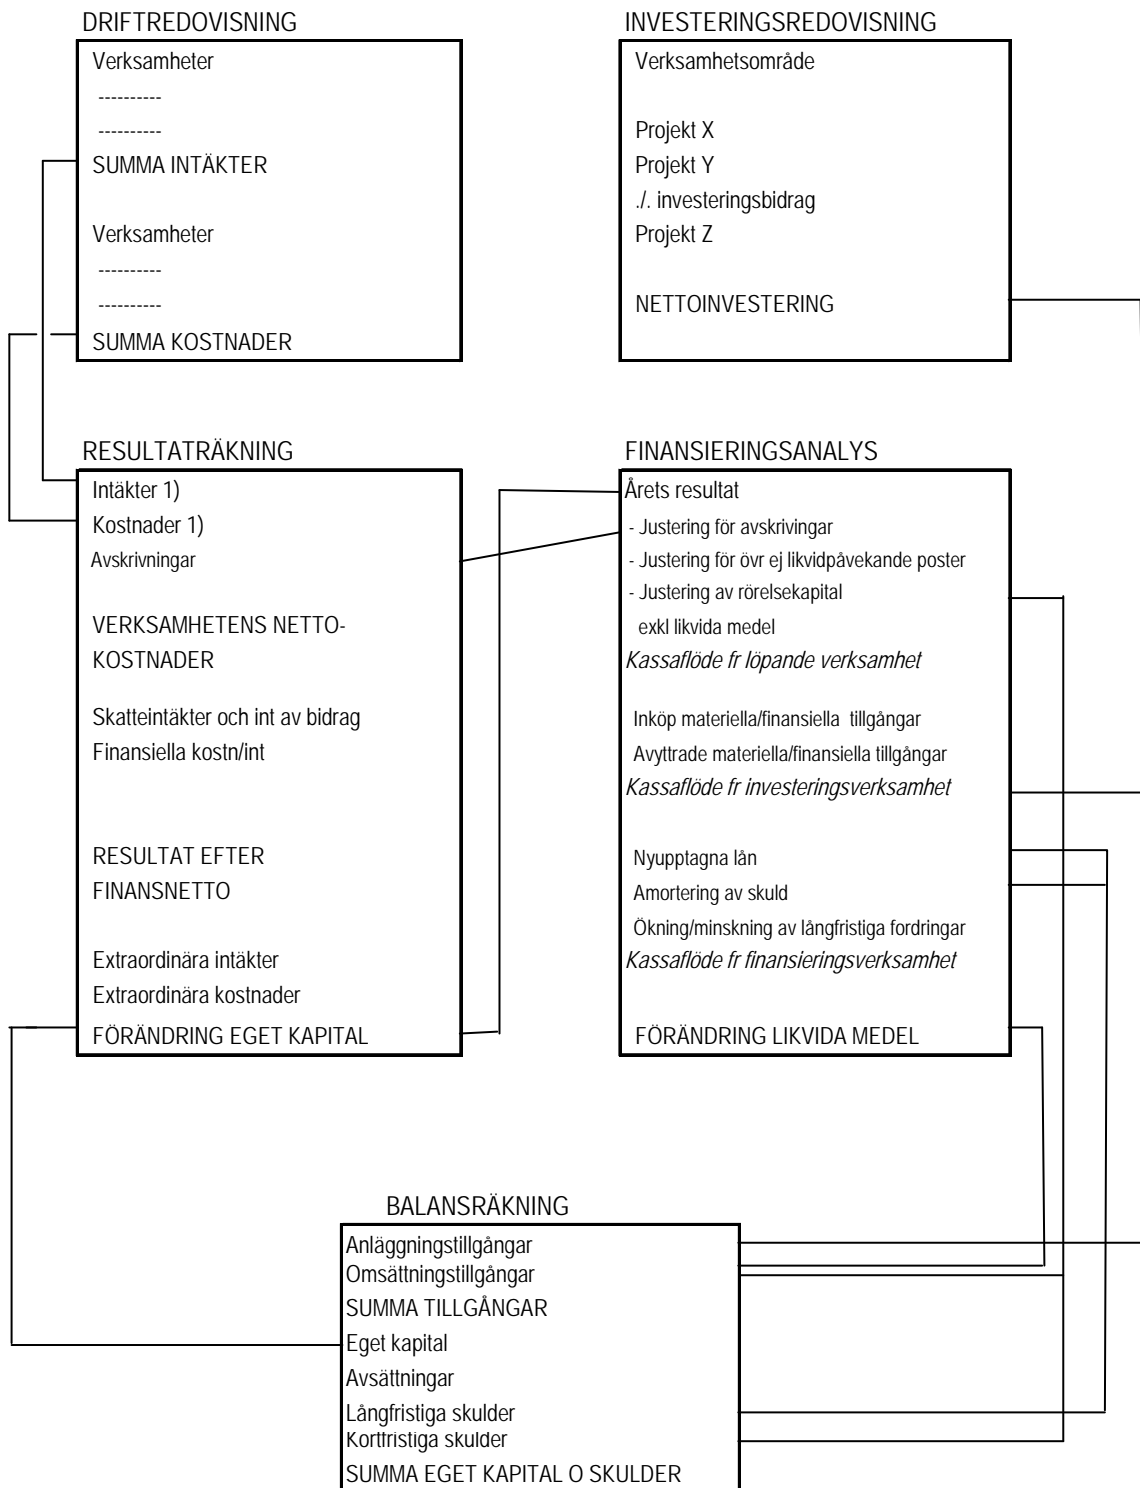 DRIFTREDOVISNING
Verksamheter
----------
----------
SUMMA INTÄKTER
Verksamheter
----------
----------
SUMMA KOSTNADER
INVESTERINGSREDOVISNING
Verksamhetsområde
Projekt X
Projekt Y
./. investeringsbidrag
Projekt Z
NETTOINVESTERING
RESULTATRÄKNING
Intäkter 1)
Kostnader 1)
Avskrivningar
VERKSAMHETENS NETTO-
KOSTNADER
Skatteintäkter och int av bidrag
Finansiella kostn/int
RESULTAT EFTER
FINANSNETTO
Extraordinära intäkter
Extraordinära kostnader
FÖRÄNDRING EGET KAPITAL
FINANSIERINGSANALYS
Årets resultat
- Justering för avskrivingar
- Justering för övr ej likvidpåvekande poster
- Justering av rörelsekapital
exkl likvida medel
Kassaflöde fr löpande verksamhet
Inköp materiella/finansiella tillgångar
Avyttrade materiella/finansiella tillgångar
Kassaflöde fr investeringsverksamhet
Nyupptagna lån
Amortering av skuld
Ökning/minskning av långfristiga fordringar
Kassaflöde fr finansieringsverksamhet
FÖRÄNDRING LIKVIDA MEDEL
BALANSRÄKNING
Anläggningstillgångar
Omsättningstillgångar
SUMMA TILLGÅNGAR
Eget kapital
Avsättningar
Långfristiga skulder
Kortfristiga skulder
SUMMA EGET KAPITAL O SKULDER